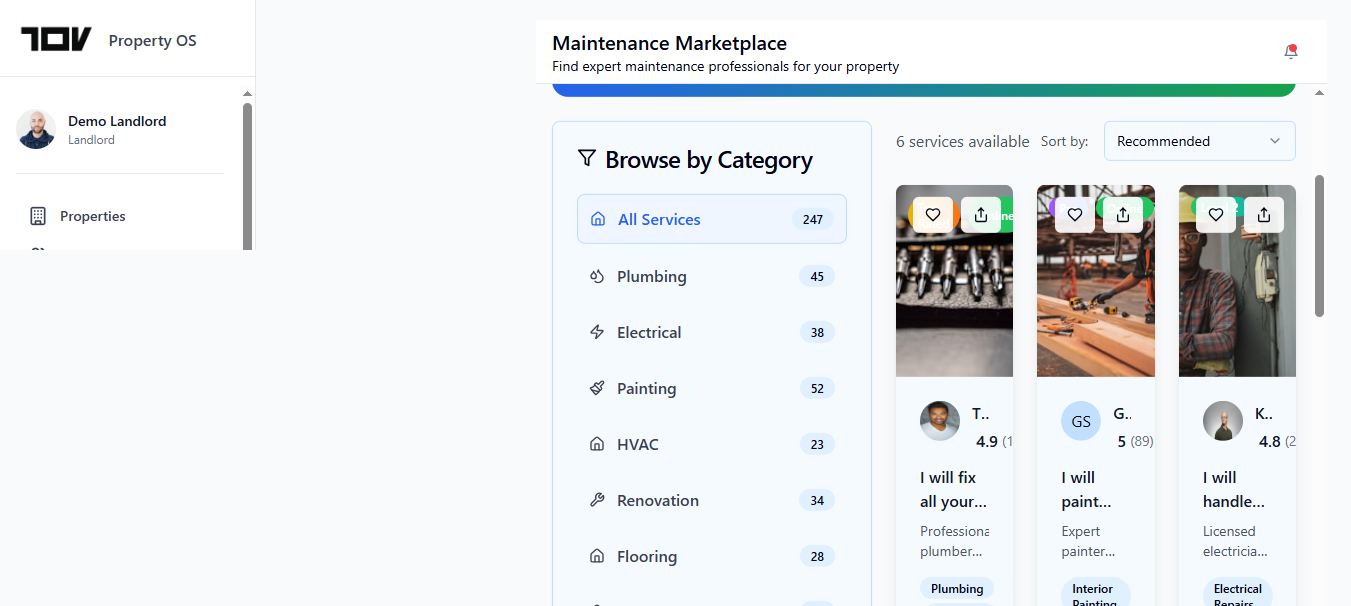 TOV Property OS
Demo Landlord
Landlord
Properties
Maintenance Marketplace
Find expert maintenance professionals for your property
Browse by Category
All Services 247
Plumbing 45
Electrical 38
Painting 52
HVAC 23
Renovation 34
Flooring 28
6 services available Sort by: Recommended
T..
4.9 (1
I will fix
all your...
Professiona
plumber...
Plumbing
GS
G..
5 (89)
I will
paint...
Expert
painter...
Interior
Painting
K..
4.8 (2
I will
handle...
Licensed
electricia...
Electrical
Repairs